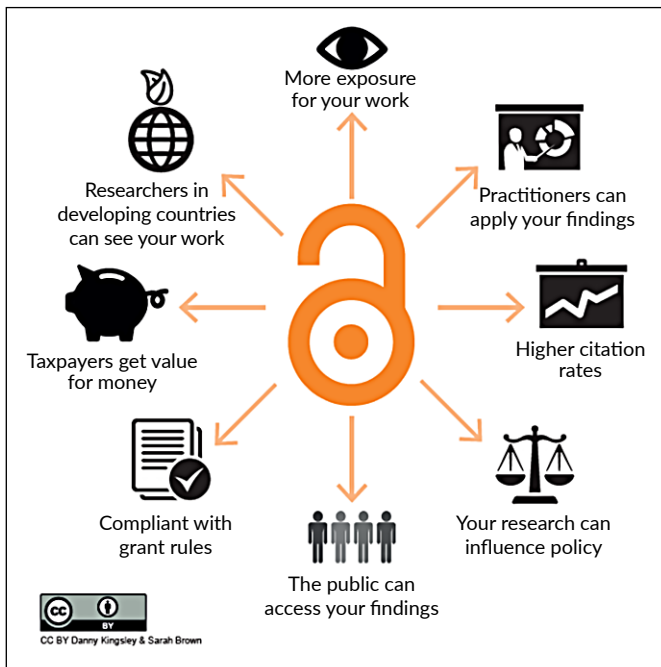 More exposure
for your work
Practitioners can
apply your findings
Higher citation
rates
Your research can
influence policy
The public can
access your findings
Compliant with
grant rules
Taxpayers get value
for money
Researchers in
developing countries
can see your work
cc
BY
CC BY Danny Kingsley & Sarah Brown